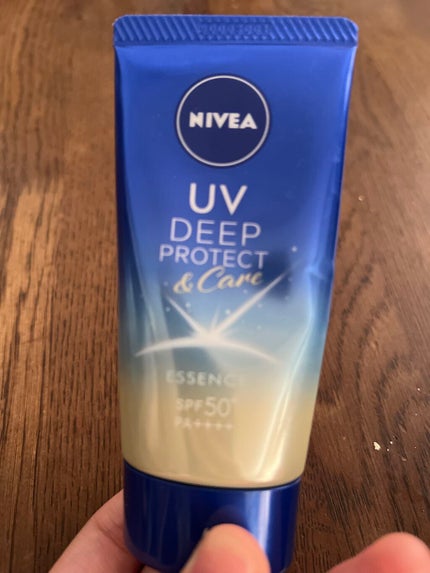 NIVEA
UV
DEEP
PROTECT
& Care
ESSENCE
SPF50+
PA++++